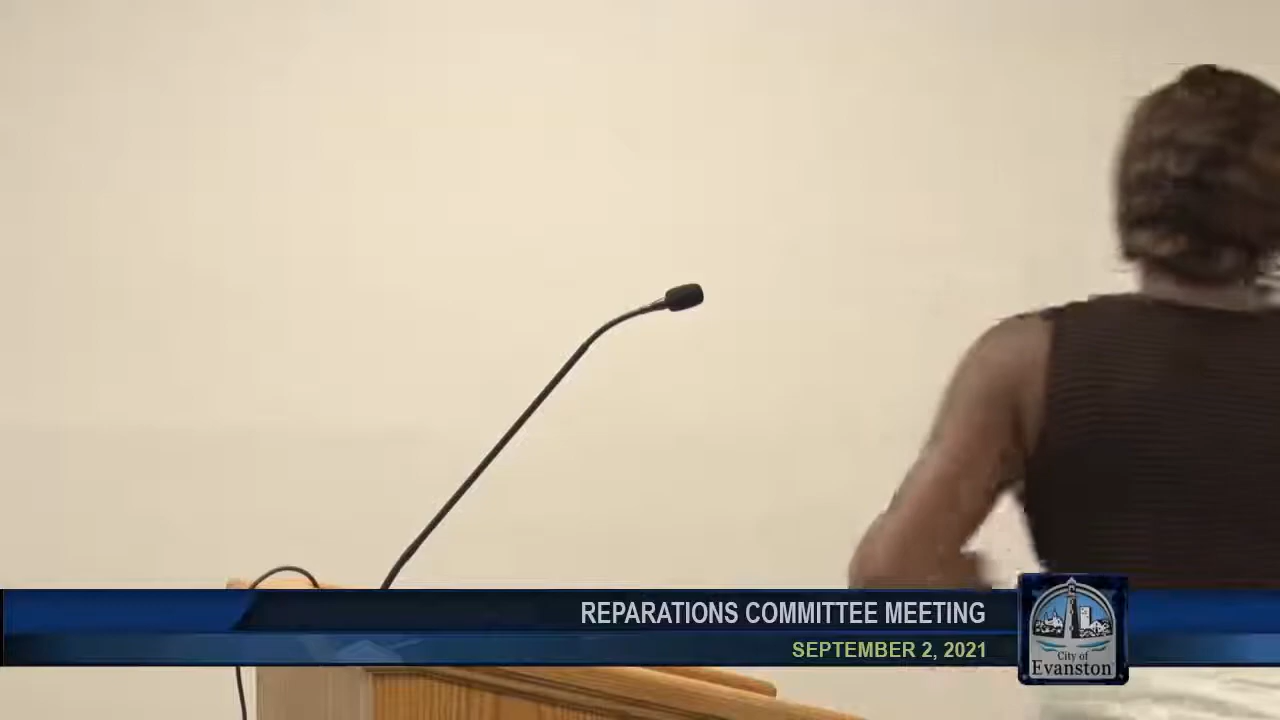 REPARATIONS COMMITTEE MEETING
SEPTEMBER 2, 2021
City of
Evanston